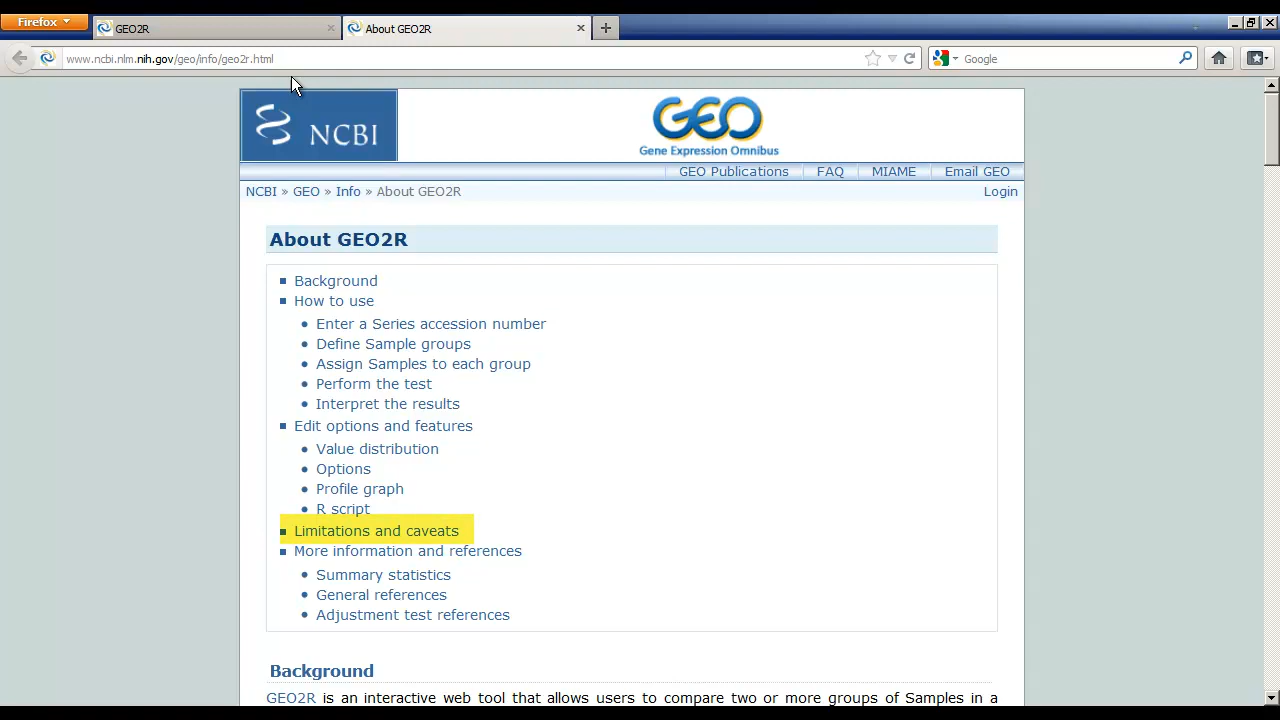 Firefox
GEO2R
About GEO2R
www.ncbi.nlm.nih.gov/geo/info/geo2r.html
Google
NCBI
GEO
Gene Expression Omnibus
GEO Publications FAQ MIAME Email GEO
NCBI » GEO » Info » About GEO2R
Login
About GEO2R
Background
How to use
Enter a Series accession number
Define Sample groups
Assign Samples to each group
Perform the test
Interpret the results
Edit options and features
Value distribution
Options
Profile graph
R script
Limitations and caveats
More information and references
Summary statistics
General references
Adjustment test references
Background
GEO2R is an interactive web tool that allows users to compare two or more groups of Samples in a